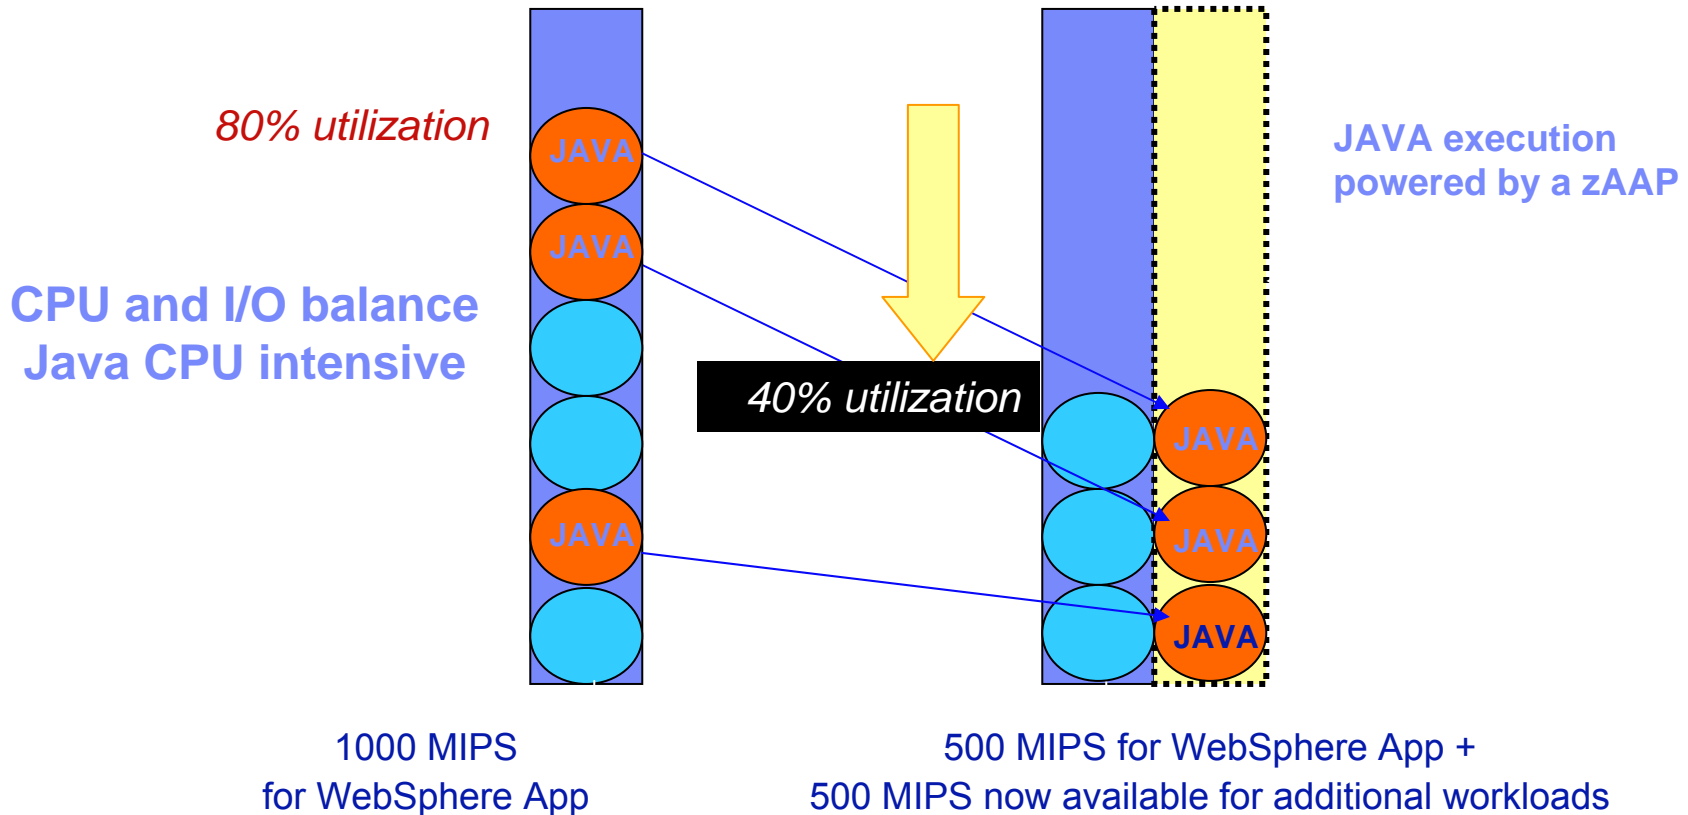 80% utilization
JAVA
JAVA
JAVA
CPU and I/O balance
Java CPU intensive
40% utilization
JAVA execution
powered by a zAAP
JAVA
JAVA
JAVA
1000 MIPS
for WebSphere App
500 MIPS for WebSphere App +
500 MIPS now available for additional workloads